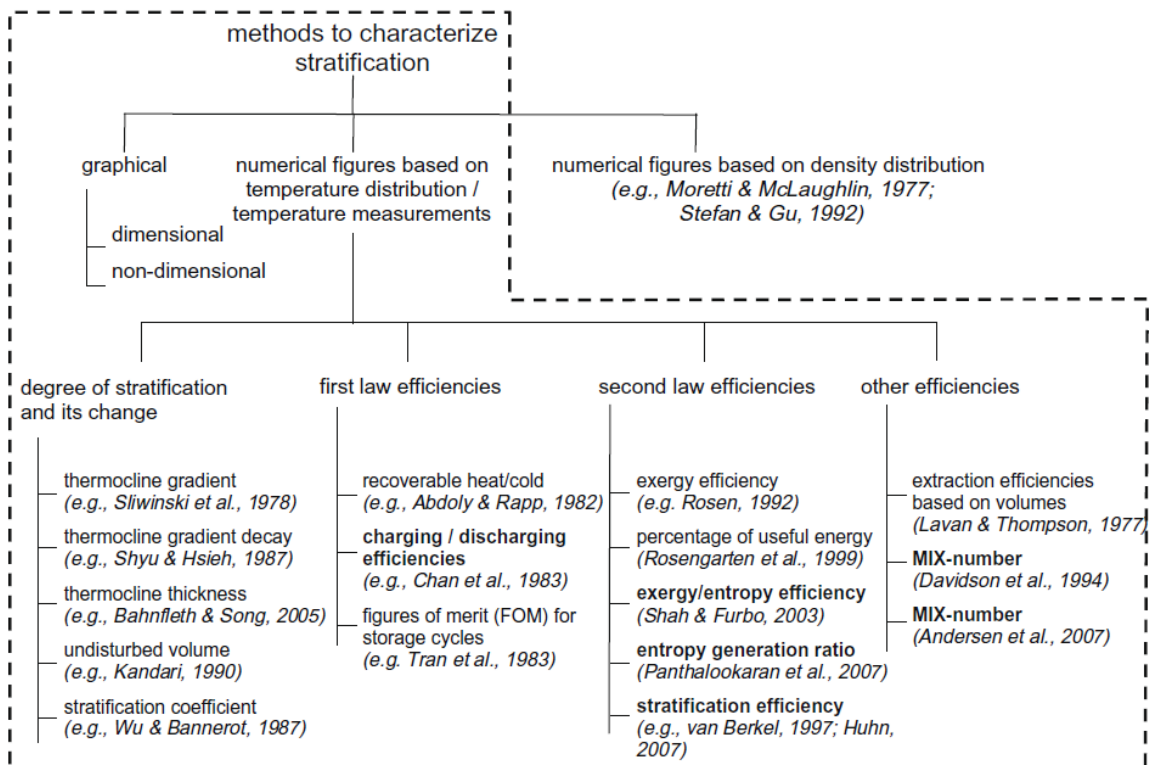 methods to characterize
stratification
graphical
dimensional
non-dimensional
numerical figures based on
temperature distribution /
temperature measurements
numerical figures based on density distribution
(e.g., Moretti & McLaughlin, 1977;
Stefan & Gu, 1992)
degree of stratification
and its change
thermocline gradient
(e.g., Sliwinski et al., 1978)
thermocline gradient decay
(e.g., Shyu & Hsieh, 1987)
thermocline thickness
(e.g., Bahnfleth & Song, 2005)
undisturbed volume
(e.g., Kandari, 1990)
stratification coefficient
(e.g., Wu & Bannerot, 1987)
first law efficiencies
recoverable heat/cold
(e.g., Abdoly & Rapp, 1982)
charging / discharging
efficiencies
(e.g., Chan et al., 1983)
figures of merit (FOM) for
storage cycles
(e.g. Tran et al., 1983)
second law efficiencies
exergy efficiency
(e.g. Rosen, 1992)
percentage of useful energy
(Rosengarten et al., 1999)
exergy/entropy efficiency
(Shah & Furbo, 2003)
entropy generation ratio
(Panthalookaran et al., 2007)
stratification efficiency
(e.g., van Berkel, 1997; Huhn,
2007)
other efficiencies
extraction efficiencies
based on volumes
(Lavan & Thompson, 1977)
MIX-number
(Davidson et al., 1994)
MIX-number
(Andersen et al., 2007)